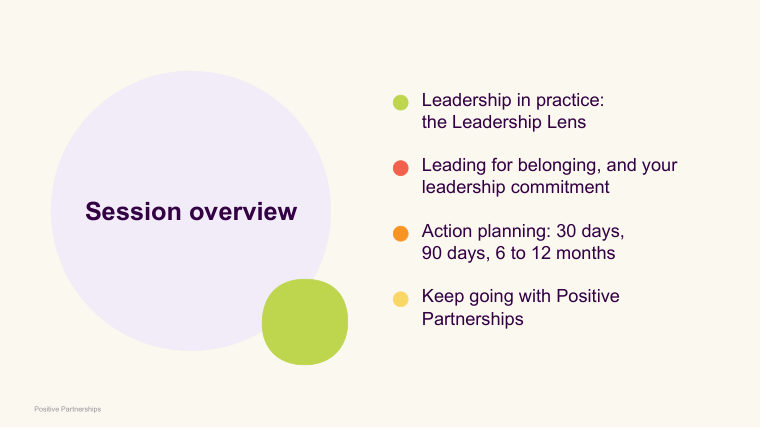 Session overview
Leadership in practice:
the Leadership Lens
Leading for belonging, and your
leadership commitment
Action planning: 30 days,
90 days, 6 to 12 months
Keep going with Positive
Partnerships
Positive Partnerships